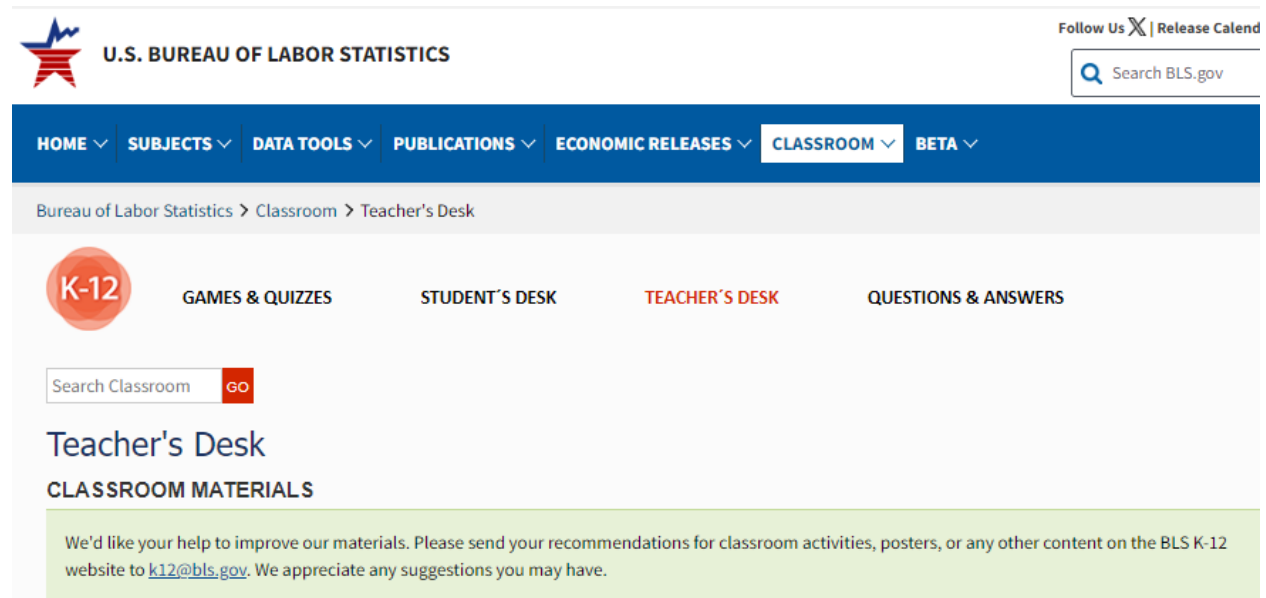 Follow Us X | Release Calend
U.S. BUREAU OF LABOR STATISTICS
Search BLS.gov
HOME SUBJECTS DATA TOOLS PUBLICATIONS ECONOMIC RELEASES CLASSROOM BETA
Bureau of Labor Statistics > Classroom > Teacher's Desk
K-12 GAMES & QUIZZES STUDENT´S DESK TEACHER´S DESK QUESTIONS & ANSWERS
Search Classroom GO
Teacher's Desk
CLASSROOM MATERIALS
We'd like your help to improve our materials. Please send your recommendations for classroom activities, posters, or any other content on the BLS K-12
website to k12@bls.gov. We appreciate any suggestions you may have.